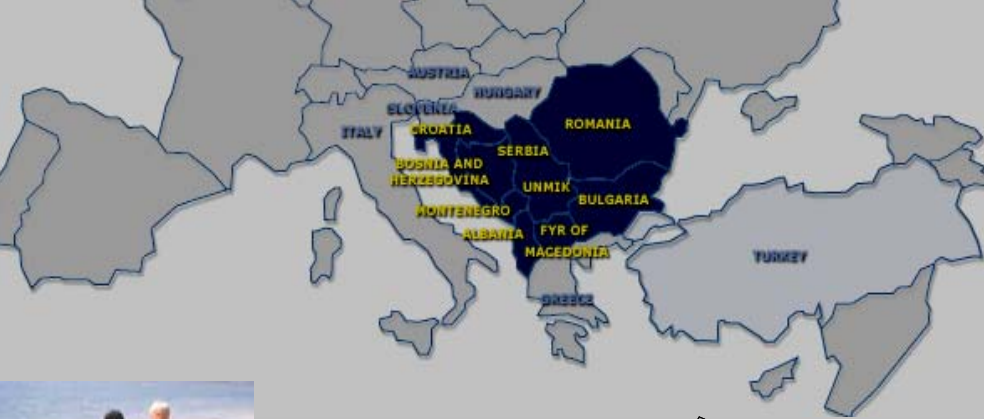 AUSTRIA
HUNGARY
SLOVENIA
ITALY
CROATIA
ROMANIA
SERBIA
BOSNIA AND
HERZEGOVINA
UNMIK
BULGARIA
MONTENEGRO
ALBANIA
FYR OF
MACEDONIA
TURKEY
GREECE